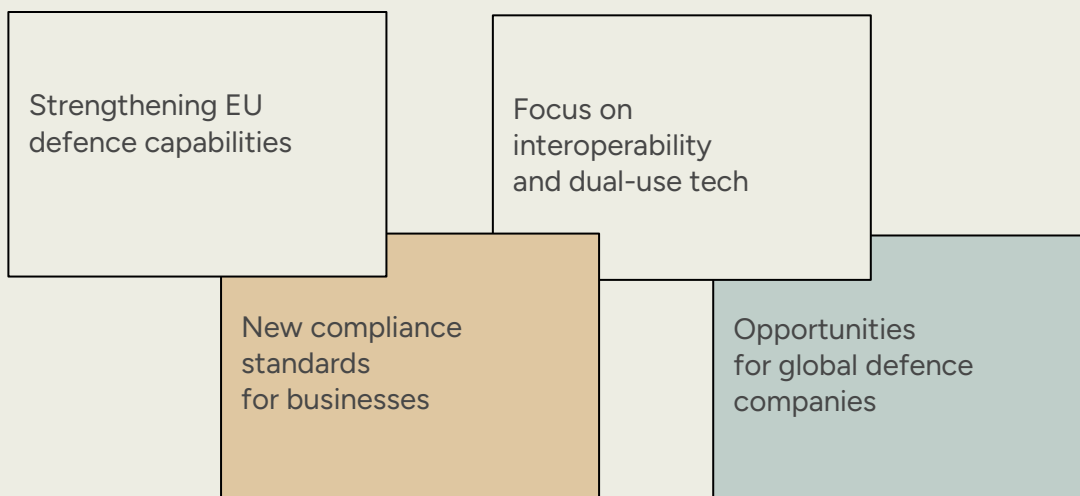 Strengthening EU
defence capabilities
Focus on
interoperability
and dual-use tech
New compliance
standards
for businesses
Opportunities
for global defence
companies